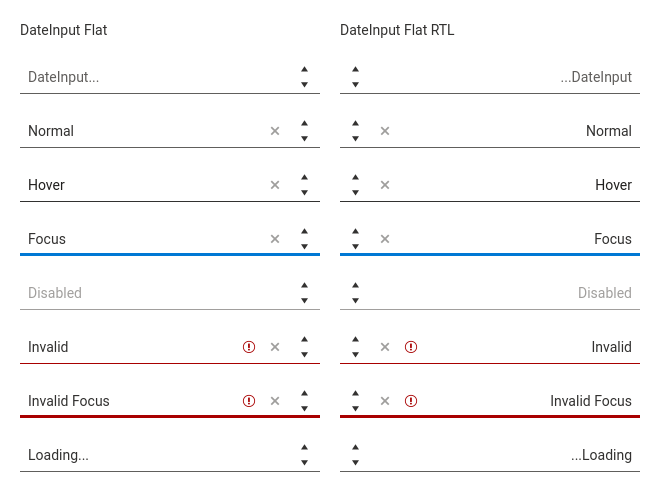 DateInput Flat
DateInput Flat RTL
DateInput...
...DateInput
Normal
Normal
Hover
Hover
Focus
Focus
Disabled
Disabled
Invalid
Invalid
Invalid Focus
Invalid Focus
Loading...
...Loading